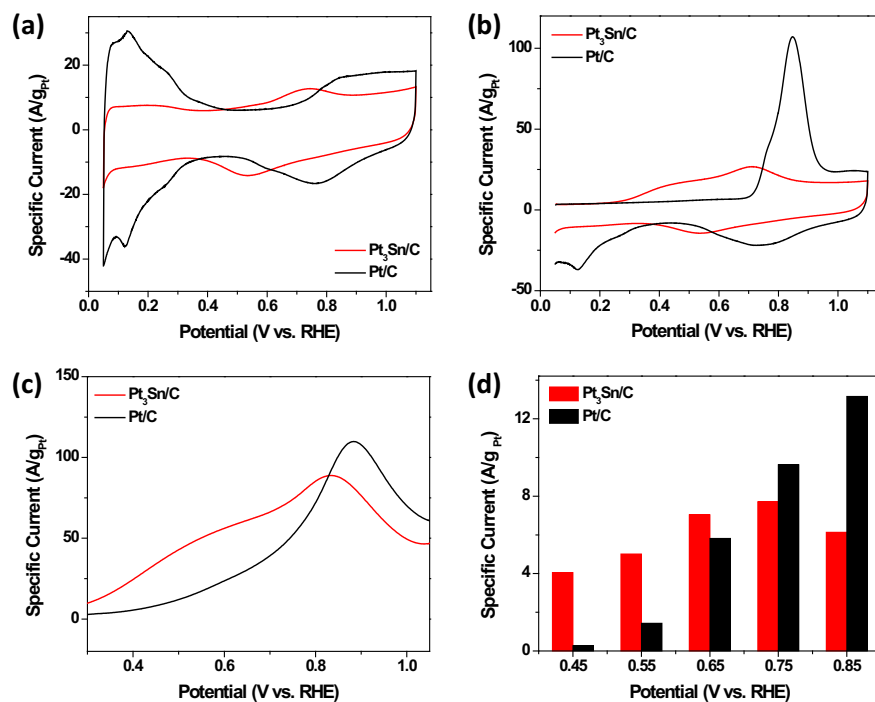 (a)
Specific Current (A/g_Pt)
20
0
-20
-40
0.0
0.2
0.4
0.6
0.8
1.0
Potential (V vs. RHE)
Pt₃Sn/C
Pt/C
(b)
Specific Current (A/g_Pt)
100
50
0
-50
0.0
0.2
0.4
0.6
0.8
1.0
Potential (V vs. RHE)
Pt₃Sn/C
Pt/C
(c)
Specific Current (A/g_Pt)
150
100
50
0
0.4
0.6
0.8
1.0
Potential (V vs. RHE)
Pt₃Sn/C
Pt/C
(d)
Specific Current (A/g_Pt)
12
8
4
0
0.45
0.55
0.65
0.75
0.85
Potential (V vs. RHE)
Pt₃Sn/C
Pt/C